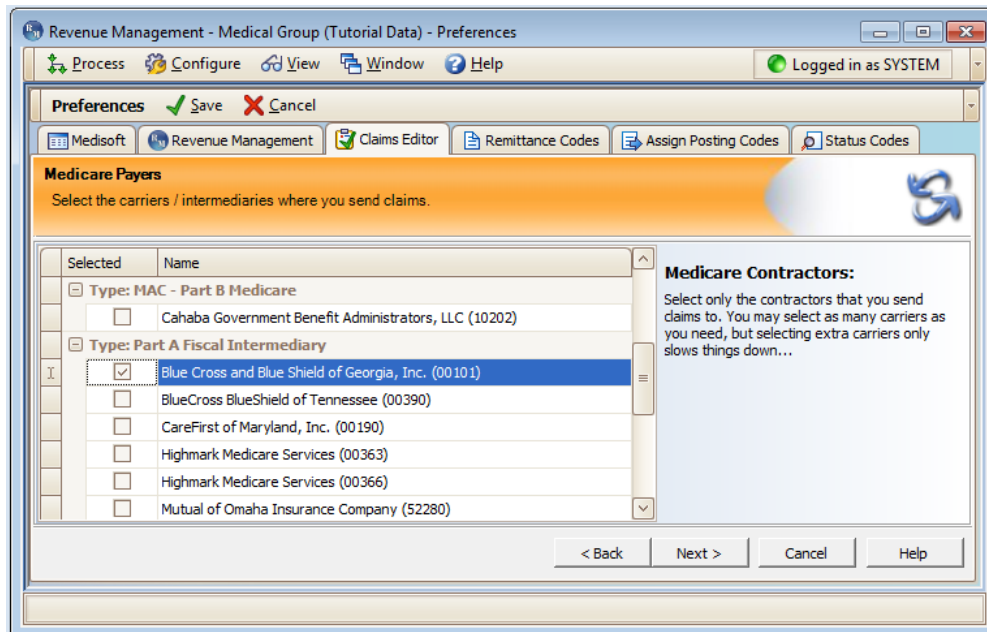 Revenue Management - Medical Group (Tutorial Data) - Preferences
Process Configure View Window Help Logged in as SYSTEM
Preferences Save Cancel
Medisoft Revenue Management Claims Editor Remittance Codes Assign Posting Codes Status Codes
Medicare Payers
Select the carriers / intermediaries where you send claims.
Selected Name
Type: MAC - Part B Medicare
Cahaba Government Benefit Administrators, LLC (10202)
Type: Part A Fiscal Intermediary
Blue Cross and Blue Shield of Georgia, Inc. (00101)
BlueCross BlueShield of Tennessee (00390)
CareFirst of Maryland, Inc. (00190)
Highmark Medicare Services (00363)
Highmark Medicare Services (00366)
Mutual of Omaha Insurance Company (52280)
Medicare Contractors:
Select only the contractors that you send
claims to. You may select as many carriers as
you need, but selecting extra carriers only
slows things down...
< Back Next > Cancel Help